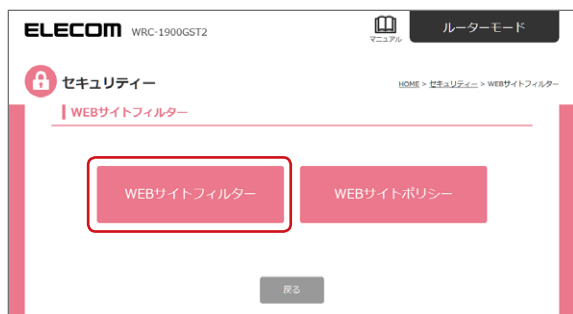 ELECOM WRC-1900GST2
マニュアル
ルーターモード
セキュリティー
HOME > セキュリティー > WEBサイトフィルター
WEBサイトフィルター
WEBサイトフィルター
WEBサイトポリシー
戻る